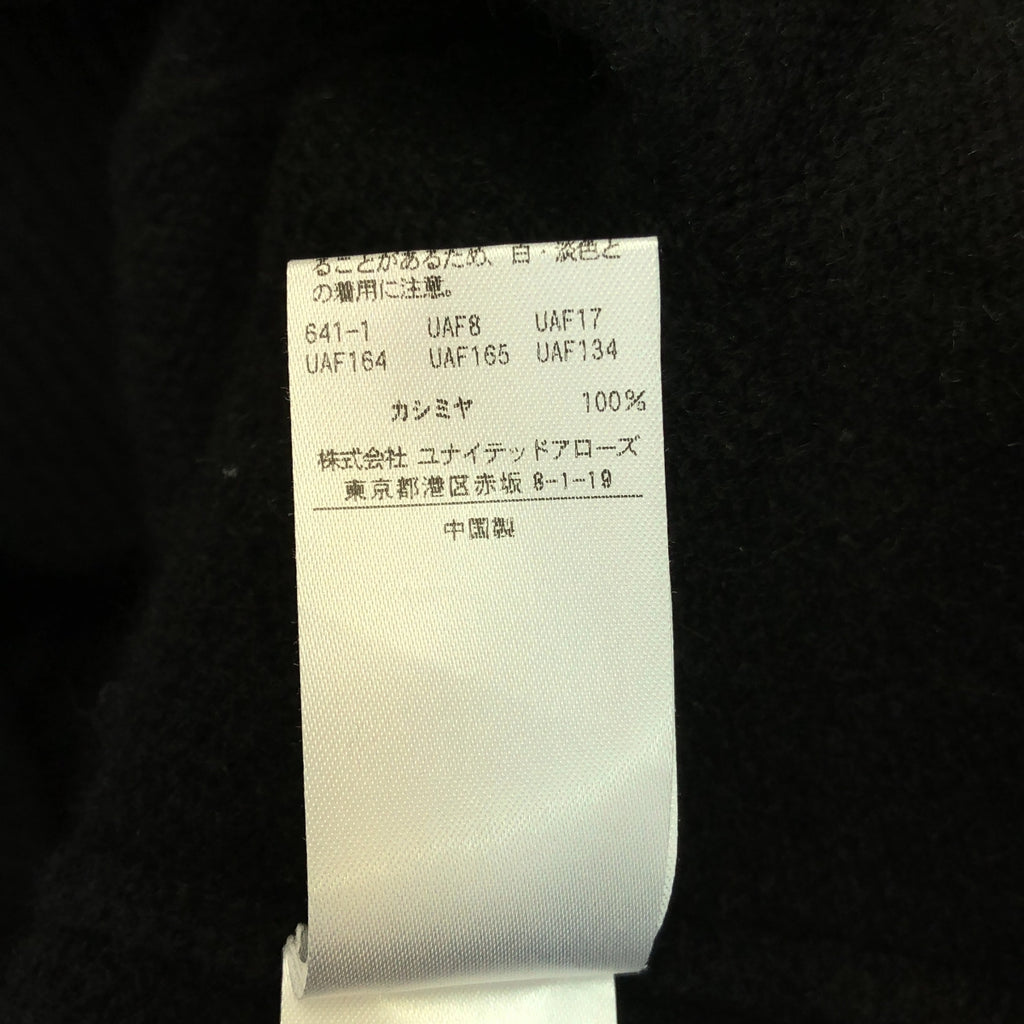 ることがあるため、白・淡色と
の着用に注意。
641-1 UAF8 UAF17
UAF164 UAF165 UAF134
カシミヤ 100%
株式会社 ユナイテッドアローズ
東京都港区赤坂 8-1-19
中国製